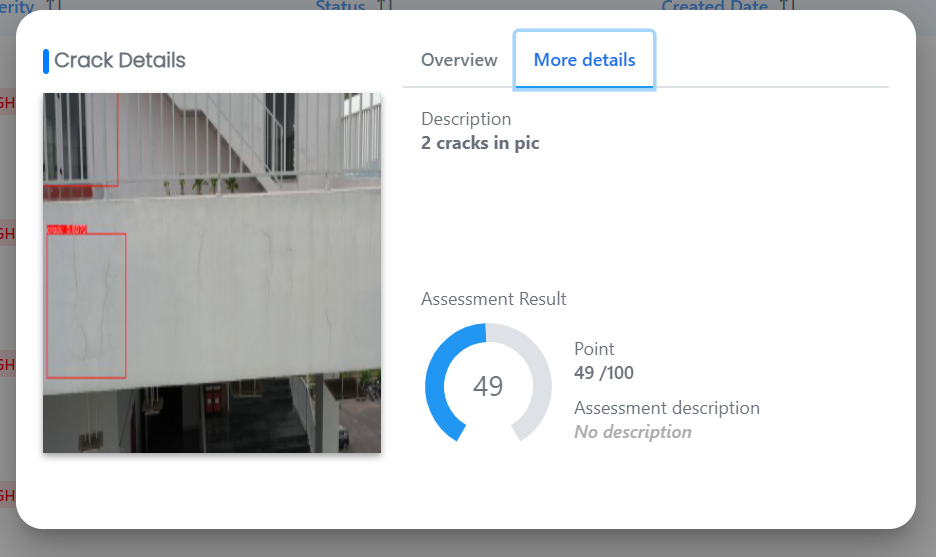 Status
Created Date
Crack Details
Overview
More details
Description
2 cracks in pic
Assessment Result
49
Point
49 /100
Assessment description
No description